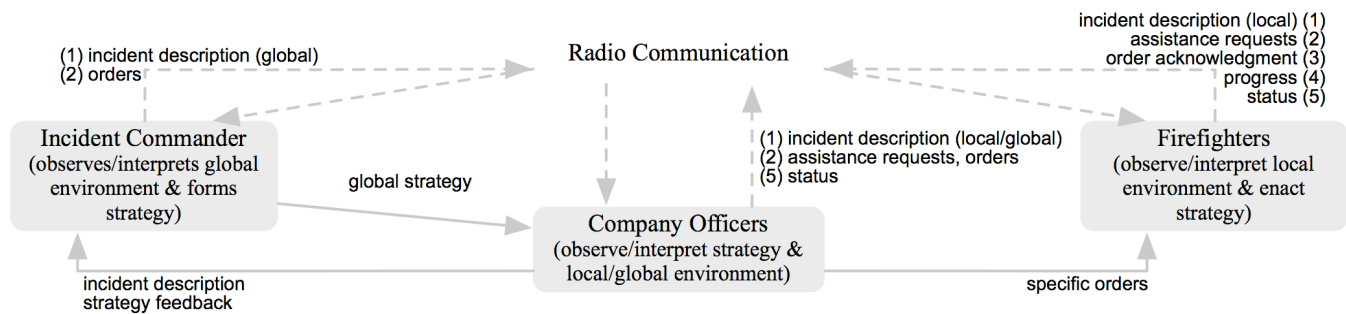 (1) incident description (global)
(2) orders
Radio Communication
incident description (local) (1)
assistance requests (2)
order acknowledgment (3)
progress (4)
status (5)
Incident Commander
(observes/interprets global
environment & forms
strategy)
global strategy
(1) incident description (local/global)
(2) assistance requests, orders
(5) status
Firefighters
(observe/interpret local
environment & enact
strategy)
Company Officers
(observe/interpret strategy &
local/global environment)
incident description
strategy feedback
specific orders